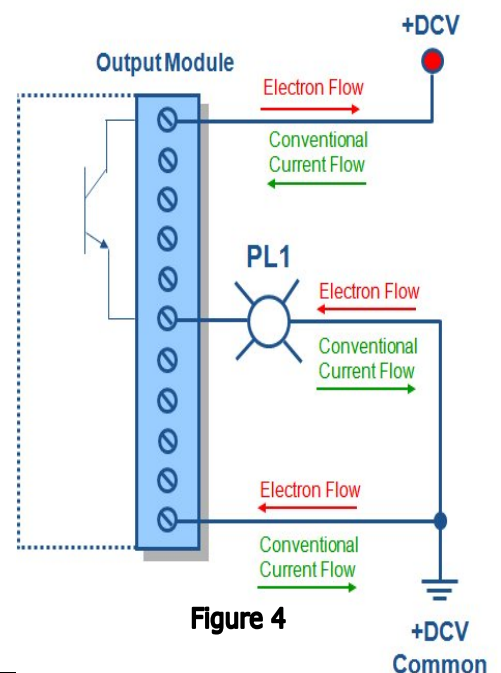 +DCV
Output Module
Electron Flow
Conventional
Current Flow
PL1
Electron Flow
Conventional
Current Flow
Electron Flow
Conventional
Current Flow
Figure 4
+DCV
Common